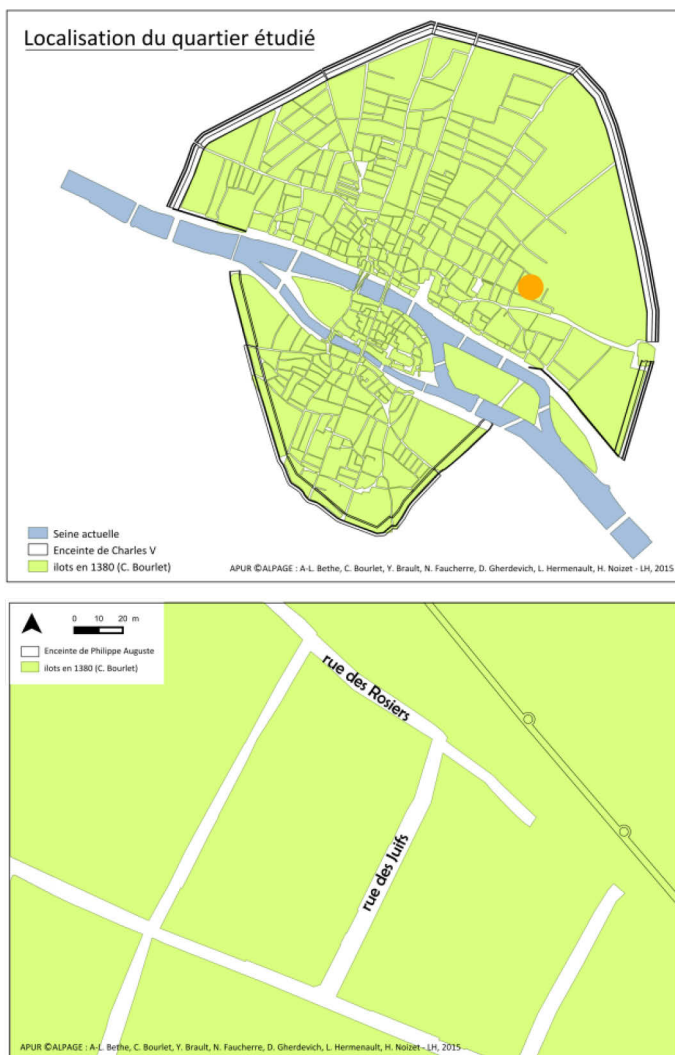 Localisation du quartier étudié
Seine actuelle
Enceinte de Charles V
ilots en 1380 (C. Bourlet)
APUR ©ALPAGE : A-L. Bethe, C. Bourlet, Y. Brault, N. Faucherre, D. Gherdevich, L. Hermenault, H. Noizet - LH, 2015
0 10 20 m
Enceinte de Philippe Auguste
ilots en 1380 (C. Bourlet)
rue des Rosiers
rue des Juifs
APUR ©ALPAGE : A-L. Bethe, C. Bourlet, Y. Brault, N. Faucherre, D. Gherdevich, L. Hermenault, H. Noizet - LH, 2015